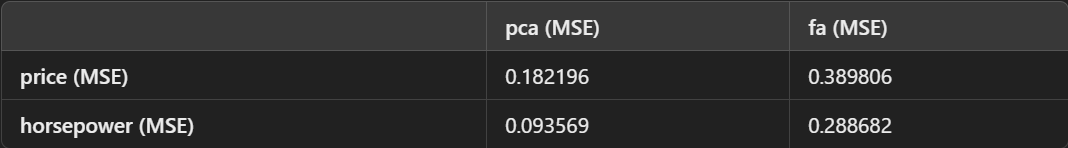 pca (MSE) fa (MSE)
price (MSE) 0.182196 0.389806
horsepower (MSE) 0.093569 0.288682